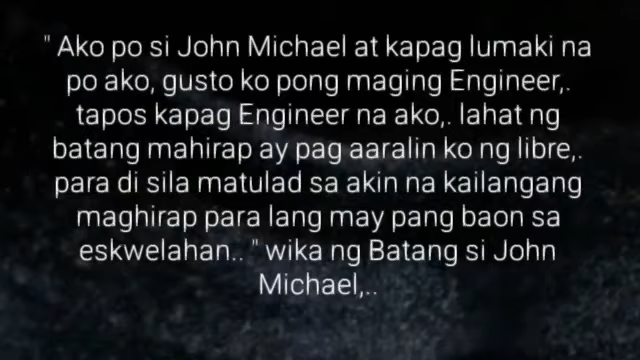 " Ako po si John Michael at kapag lumaki na
po ako, gusto ko pong maging Engineer,.
tapos kapag Engineer na ako,. lahat ng
batang mahirap ay pag aaralin ko ng libre,.
para di sila matulad sa akin na kailangang
maghirap para lang may pang baon sa
eskwelahan.. " wika ng Batang si John
Michael,..